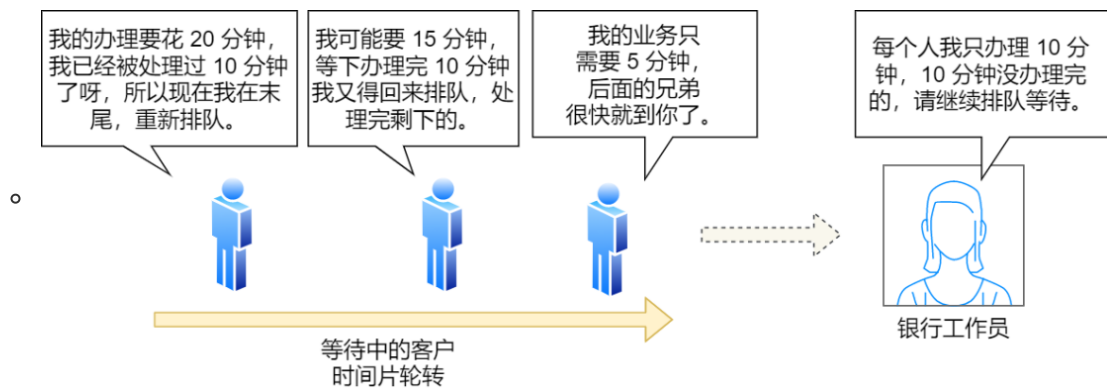 我的办理要花 20 分钟，
我已经被处理过 10 分钟
了呀，所以现在我在末
尾，重新排队。
我可能要 15 分钟，
等下办理完 10 分钟
我又得回来排队，处
理完剩下的。
我的业务只
需要 5 分钟，
后面的兄弟
很快就到你了。
每个人我只办理 10 分
钟，10 分钟没办理完
的，请继续排队等待。
。
银行工作员
等待中的客户
时间片轮转